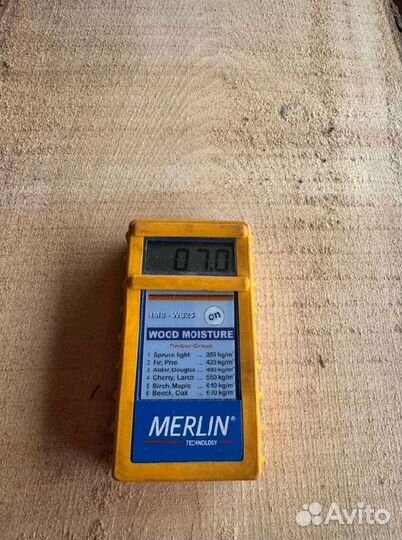 07.0
HMB - WS25
on
WOOD MOISTURE
Timber Group
1 Spruce light ... 350 kg/m³
2 Fir, Pine ... 420 kg/m³
3 Alder, Douglas ... 490 kg/m³
4 Cherry, Larch ... 550 kg/m³
5 Birch, Maple ... 610 kg/m³
6 Beech, Oak ... 670 kg/m³
MERLIN®
TECHNOLOGY
Avito